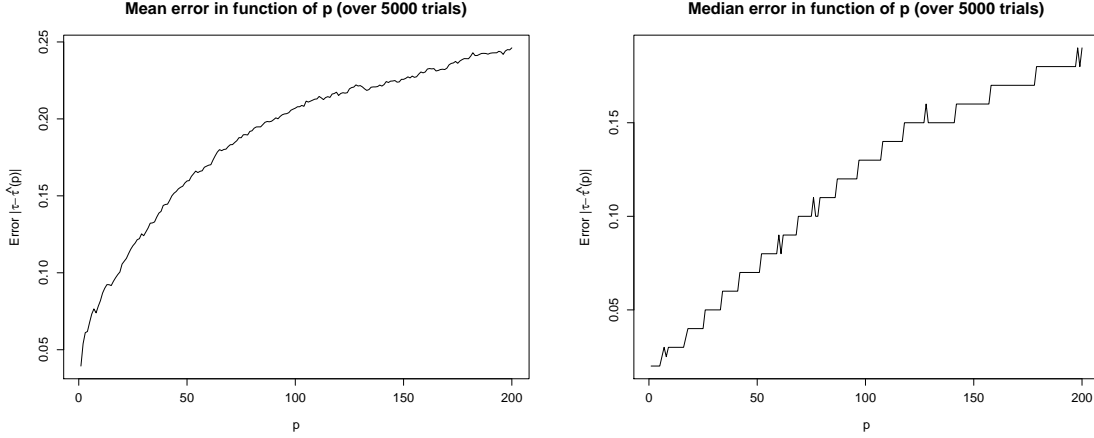 Mean error in function of p (over 5000 trials)
Error |τ−τ̂(p)|
0.25
0.20
0.15
0.10
0.05
0 50 100 150 200
p
Median error in function of p (over 5000 trials)
Error |τ−τ̂(p)|
0.15
0.10
0.05
0 50 100 150 200
p